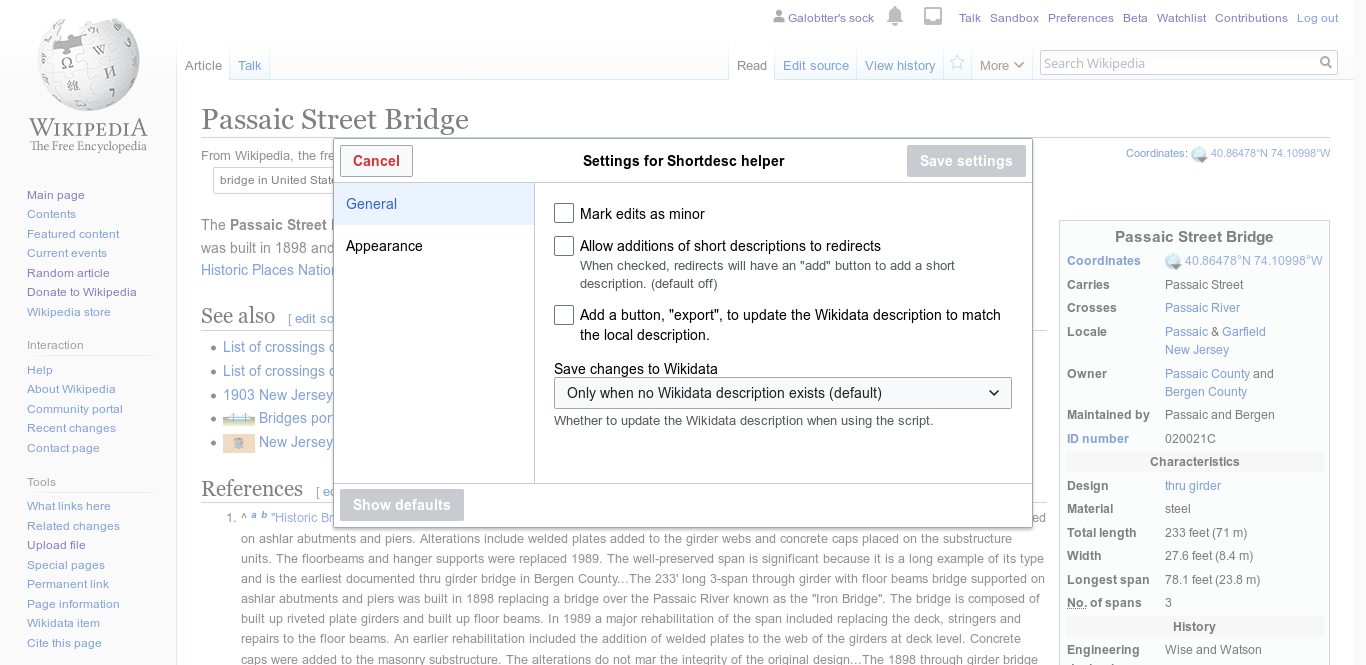 Galobtter's sock Talk Sandbox Preferences Beta Watchlist Contributions Log out
Article Talk Read Edit source View history More Search Wikipedia
WIKIPEDIA
The Free Encyclopedia
Main page
Contents
Featured content
Current events
Random article
Donate to Wikipedia
Wikipedia store
Interaction
Help
About Wikipedia
Community portal
Recent changes
Contact page
Tools
What links here
Related changes
Upload file
Special pages
Permanent link
Page information
Wikidata item
Cite this page
Passaic Street Bridge
From Wikipedia, the fre
Coordinates: 40.86478°N 74.10998°W
bridge in United State
The Passaic Street
was built in 1898 and
Historic Places Nation
See also [ edit so
List of crossings o
List of crossings o
1903 New Jersey
Bridges por
New Jersey
References [ ed
Cancel Settings for Shortdesc helper Save settings
General
Appearance
Mark edits as minor
Allow additions of short descriptions to redirects
When checked, redirects will have an "add" button to add a short
description. (default off)
Add a button, "export", to update the Wikidata description to match
the local description.
Save changes to Wikidata
Only when no Wikidata description exists (default)
Whether to update the Wikidata description when using the script.
Show defaults
1. ^ a b "Historic Br ed
on ashlar abutments and piers. Alterations include welded plates added to the girder webs and concrete caps placed on the substructure
units. The floorbeams and hanger supports were replaced 1989. The well-preserved span is significant because it is a long example of its type
and is the earliest documented thru girder bridge in Bergen County...The 233' long 3-span through girder with floor beams bridge supported on
ashlar abutments and piers was built in 1898 replacing a bridge over the Passaic River known as the "Iron Bridge". The bridge is composed of
built up riveted plate girders and built up floor beams. In 1989 a major rehabilitation of the span included replacing the deck, stringers and
repairs to the floor beams. An earlier rehabilitation included the addition of welded plates to the web of the girders at deck level. Concrete
caps were added to the masonry substructure. The alterations do not mar the integrity of the original design...The 1898 through girder bridge
Passaic Street Bridge
Coordinates 40.86478°N 74.10998°W
Carries Passaic Street
Crosses Passaic River
Locale Passaic & Garfield
New Jersey
Owner Passaic County and
Bergen County
Maintained by Passaic and Bergen
ID number 020021C
Characteristics
Design thru girder
Material steel
Total length 233 feet (71 m)
Width 27.6 feet (8.4 m)
Longest span 78.1 feet (23.8 m)
No. of spans 3
History
Engineering Wise and Watson